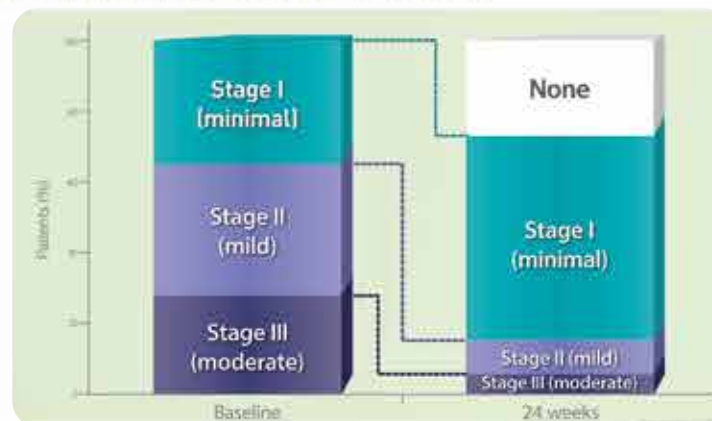 Stage I
(minimal)
Stage II
(mild)
Stage III
(moderate)
None
Stage I
(minimal)
Stage II (mild)
Stage III (moderate)
Patients (%)
Baseline
24 weeks